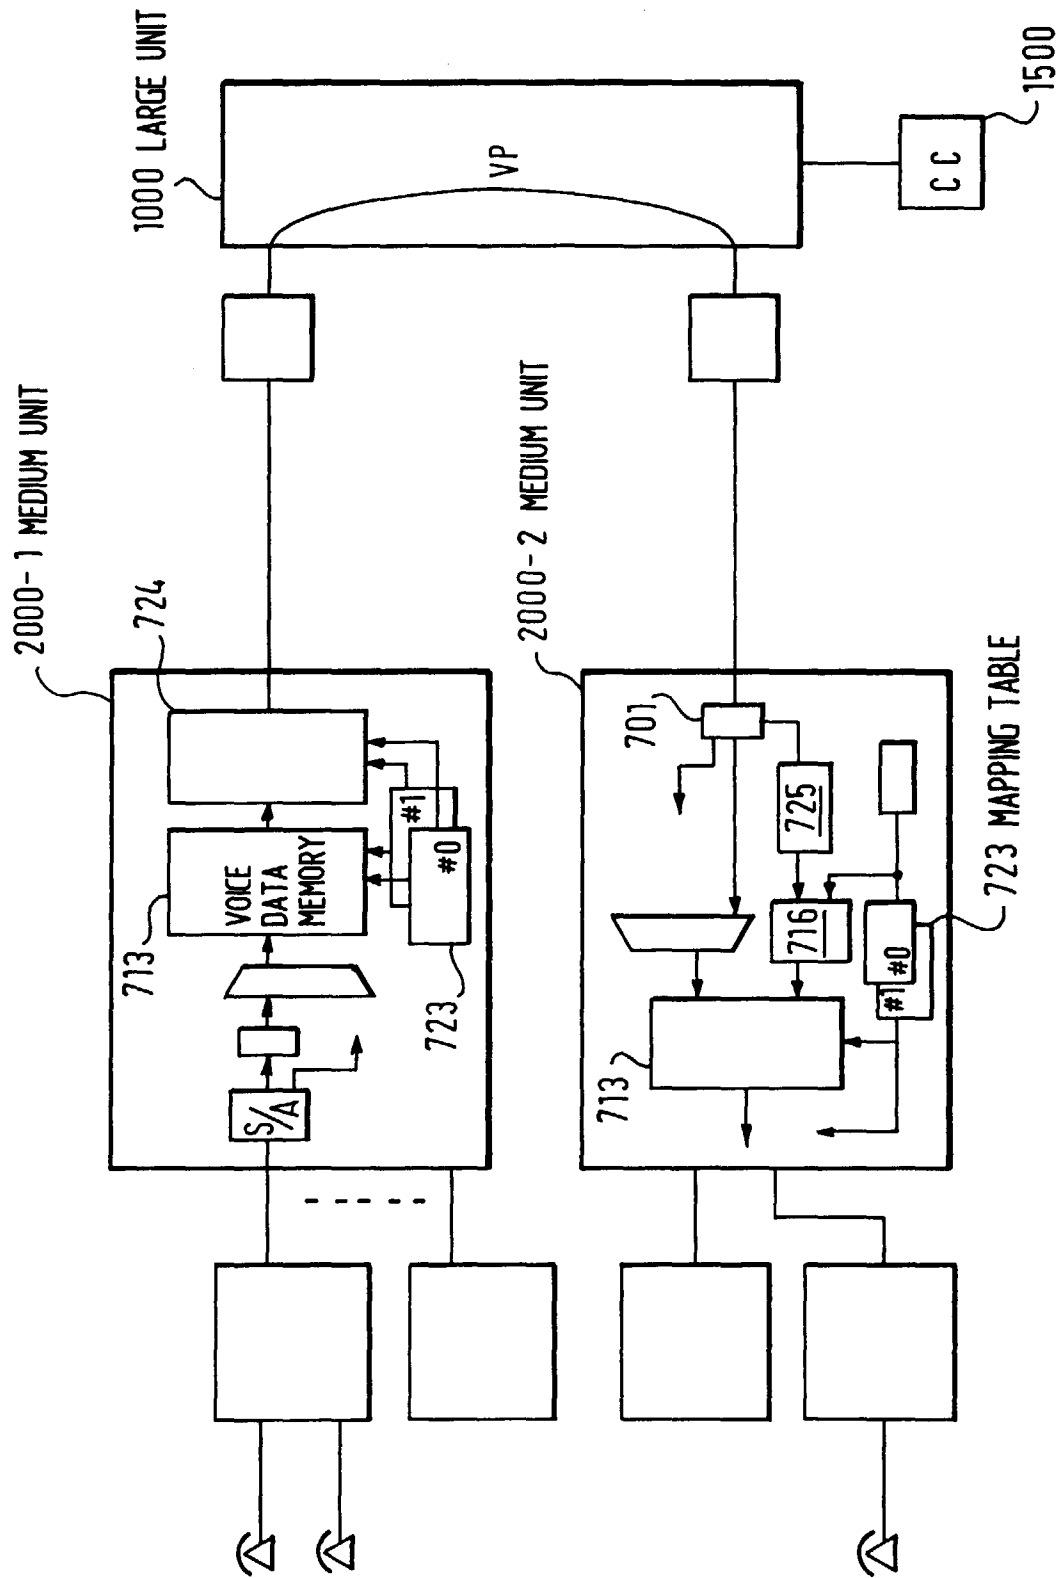 2000-1 MEDIUM UNIT
1000 LARGE UNIT
713
724
S/A
VOICE
DATA
MEMORY
#1
#0
723
VP
2000-2 MEDIUM UNIT
701
713
716
725
#1
#0
723 MAPPING TABLE
CC
1500